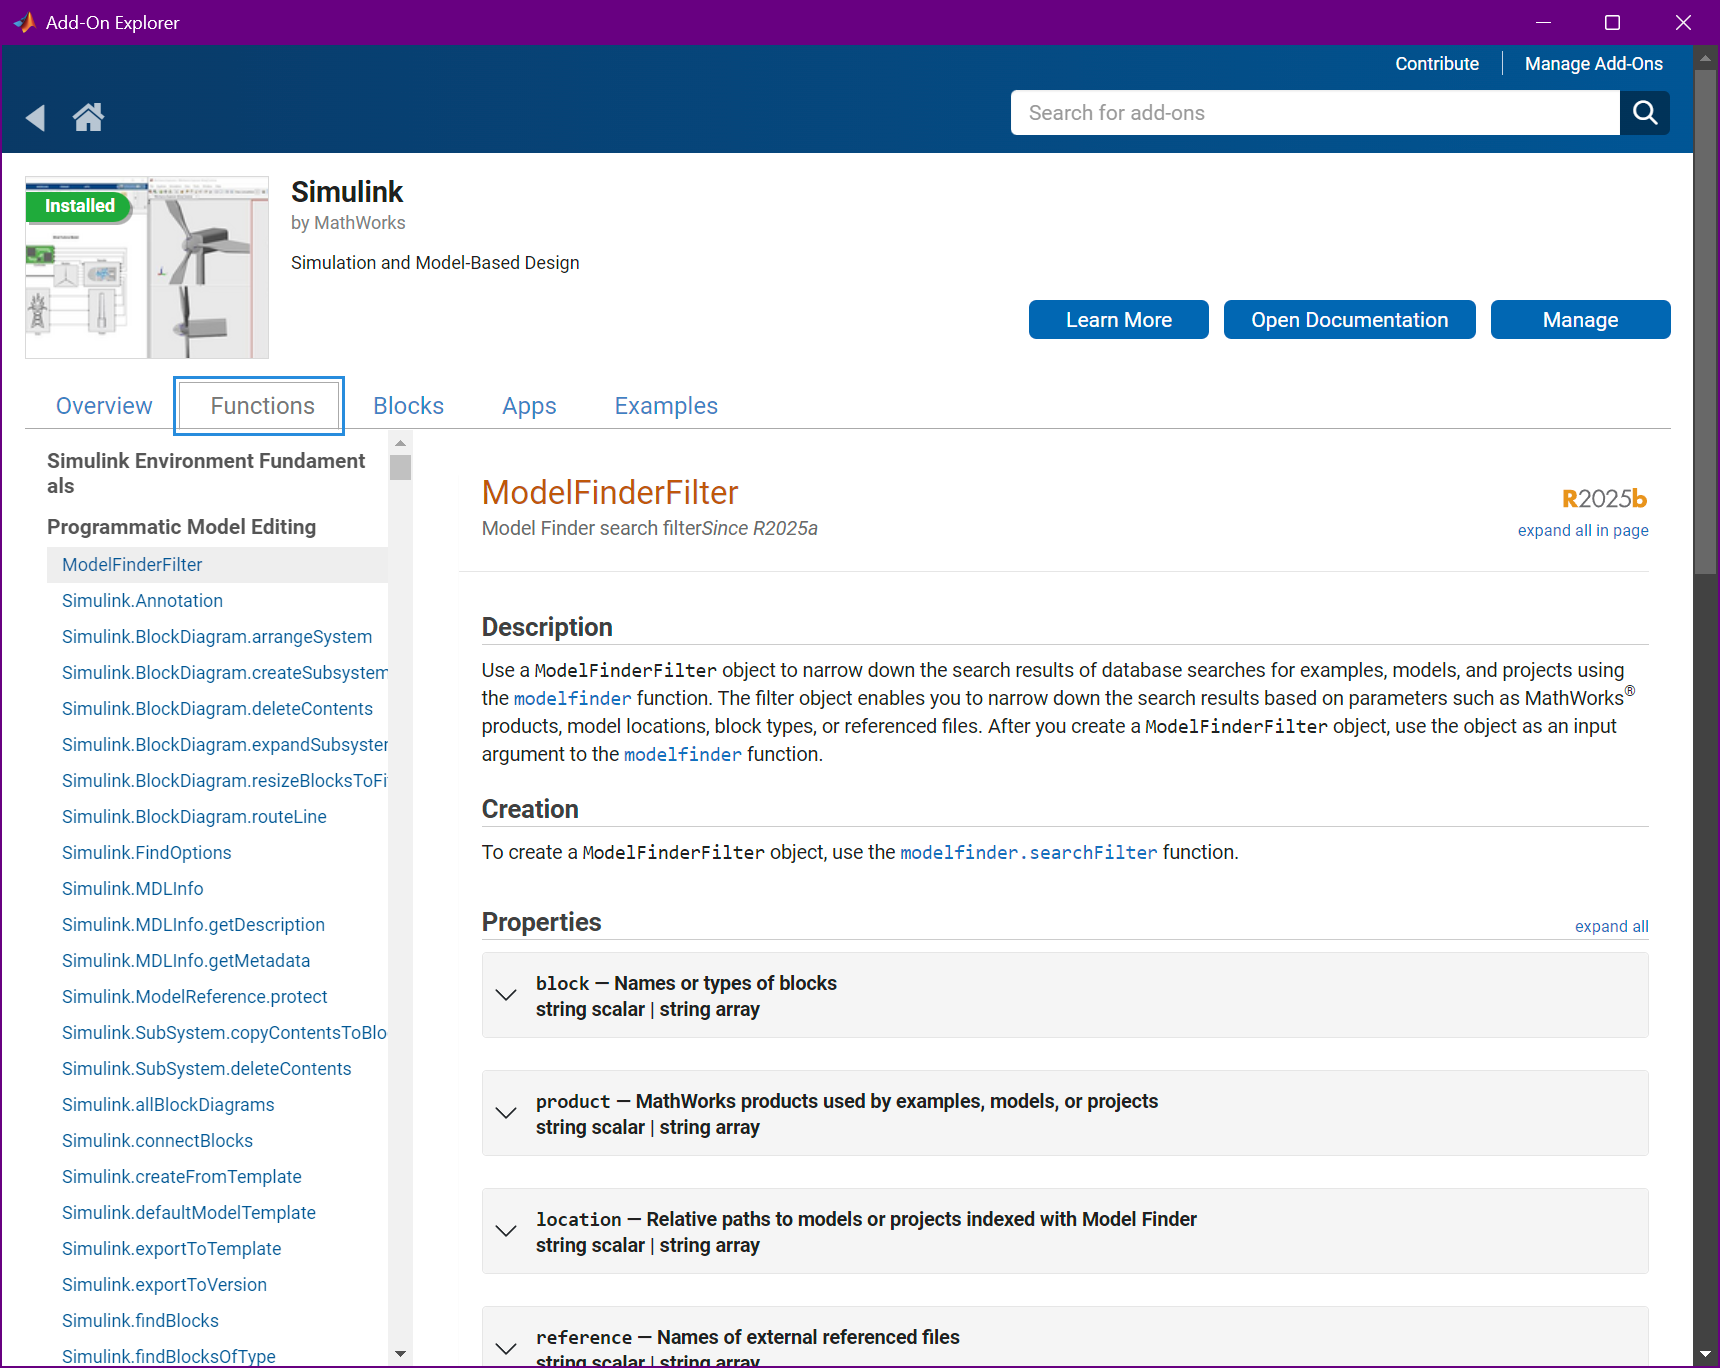 Add-On Explorer
Contribute
Manage Add-Ons
Search for add-ons
Installed
Simulink
by MathWorks
Simulation and Model-Based Design
Learn More
Open Documentation
Manage
Overview
Functions
Blocks
Apps
Examples
Simulink Environment Fundament
als
Programmatic Model Editing
ModelFinderFilter
Simulink.Annotation
Simulink.BlockDiagram.arrangeSystem
Simulink.BlockDiagram.createSubsystem
Simulink.BlockDiagram.deleteContents
Simulink.BlockDiagram.expandSubsyster
Simulink.BlockDiagram.resizeBlocksToFi
Simulink.BlockDiagram.routeLine
Simulink.FindOptions
Simulink.MDLInfo
Simulink.MDLInfo.getDescription
Simulink.MDLInfo.getMetadata
Simulink.ModelReference.protect
Simulink.SubSystem.copyContentsToBlo
Simulink.SubSystem.deleteContents
Simulink.allBlockDiagrams
Simulink.connectBlocks
Simulink.createFromTemplate
Simulink.defaultModelTemplate
Simulink.exportToTemplate
Simulink.exportToVersion
Simulink.findBlocks
Simulink.findBlocksOfType
ModelFinderFilter
Model Finder search filterSince R2025a
R2025b
expand all in page
Description
Use a ModelFinderFilter object to narrow down the search results of database searches for examples, models, and projects using
the modelfinder function. The filter object enables you to narrow down the search results based on parameters such as MathWorks®
products, model locations, block types, or referenced files. After you create a ModelFinderFilter object, use the object as an input
argument to the modelfinder function.
Creation
To create a ModelFinderFilter object, use the modelfinder.searchFilter function.
Properties
expand all
block — Names or types of blocks
string scalar | string array
product — MathWorks products used by examples, models, or projects
string scalar | string array
location — Relative paths to models or projects indexed with Model Finder
string scalar | string array
reference — Names of external referenced files
string scalar | string array